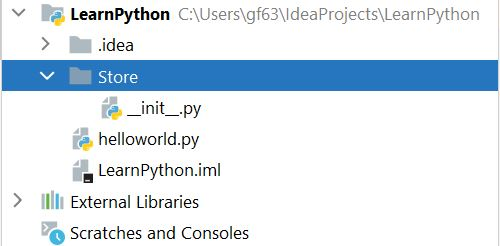 LearnPython C:\Users\gf63\IdeaProjects\LearnPython
.idea
Store
__init__.py
helloworld.py
LearnPython.iml
External Libraries
Scratches and Consoles